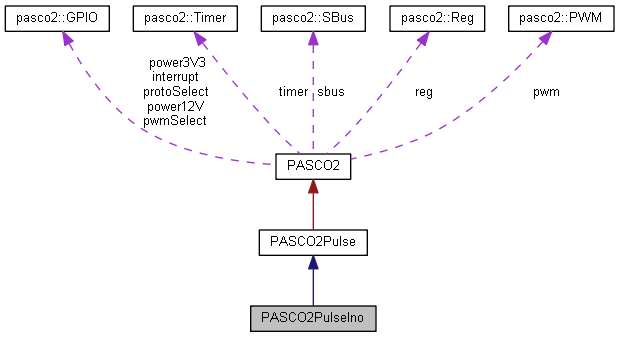 pasco2::GPIO
pasco2::Timer
pasco2::SBus
pasco2::Reg
pasco2::PWM
power3V3
interrupt
protoSelect
power12V
pwmSelect
timer
sbus
reg
pwm
PASCO2
PASCO2Pulse
PASCO2PulseIno